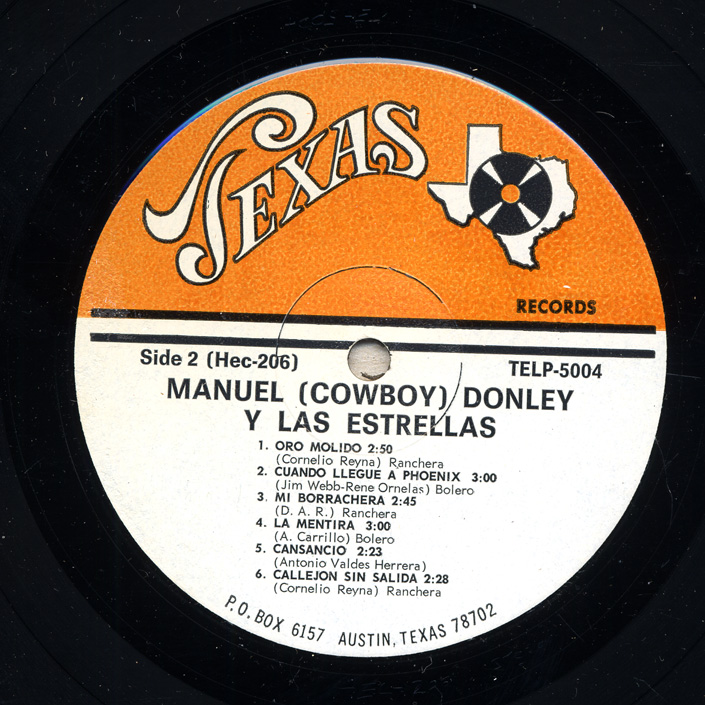 TEXAS
RECORDS
Side 2 (Hec-206) TELP-5004
MANUEL (COWBOY) DONLEY
Y LAS ESTRELLAS
1. ORO MOLIDO 2:50
(Cornelio Reyna) Ranchera
2. CUANDO LLEGUE A PHOENIX 3:00
(Jim Webb-Rene Ornelas) Bolero
3. MI BORRACHERA 2:45
(D. A. R.) Ranchera
4. LA MENTIRA 3:00
(A. Carrillo) Bolero
5. CANSANCIO 2:23
(Antonio Valdes Herrera)
6. CALLEJON SIN SALIDA 2:28
(Cornelio Reyna) Ranchera
P.O. BOX 6157 AUSTIN, TEXAS 78702